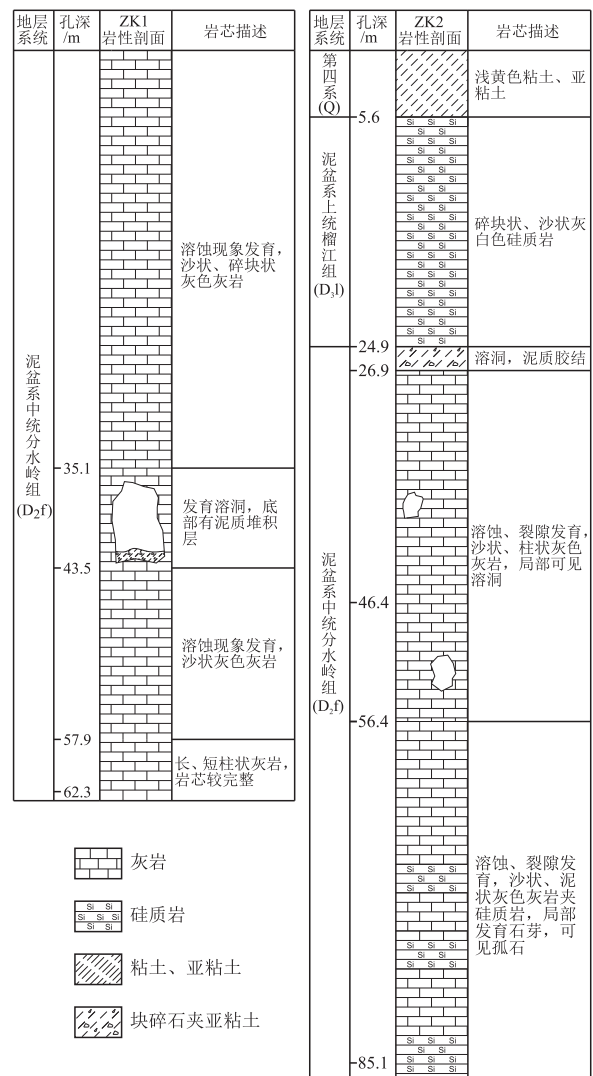 地层系统
孔深/m
ZK1
岩性剖面
岩芯描述
泥盆系中统分水岭组
(D₂f)
溶蚀现象发育，
沙状、碎块状
灰色灰岩
35.1
发育溶洞，底
部有泥质堆积
层
43.5
溶蚀现象发育，
沙状灰色灰岩
57.9
长、短柱状灰岩，
岩芯较完整
62.3
地层系统
孔深/m
ZK2
岩性剖面
岩芯描述
第四系
(Q)
浅黄色粘土、亚
粘土
5.6
泥盆系上统榴江组
(D₃l)
碎块状、沙状灰
白色硅质岩
24.9
溶洞，泥质胶结
26.9
泥盆系中统分水岭组
(D₂f)
溶蚀、裂隙发育，
沙状、柱状灰色
灰岩，局部可见
溶洞
46.4
56.4
溶蚀、裂隙发
育，沙状、泥
状灰色灰岩夹
硅质岩，局部
发育石芽，可
见孤石
85.1
灰岩
Si Si Si
Si Si Si
Si Si
硅质岩
粘土、亚粘土
块碎石夹亚粘土